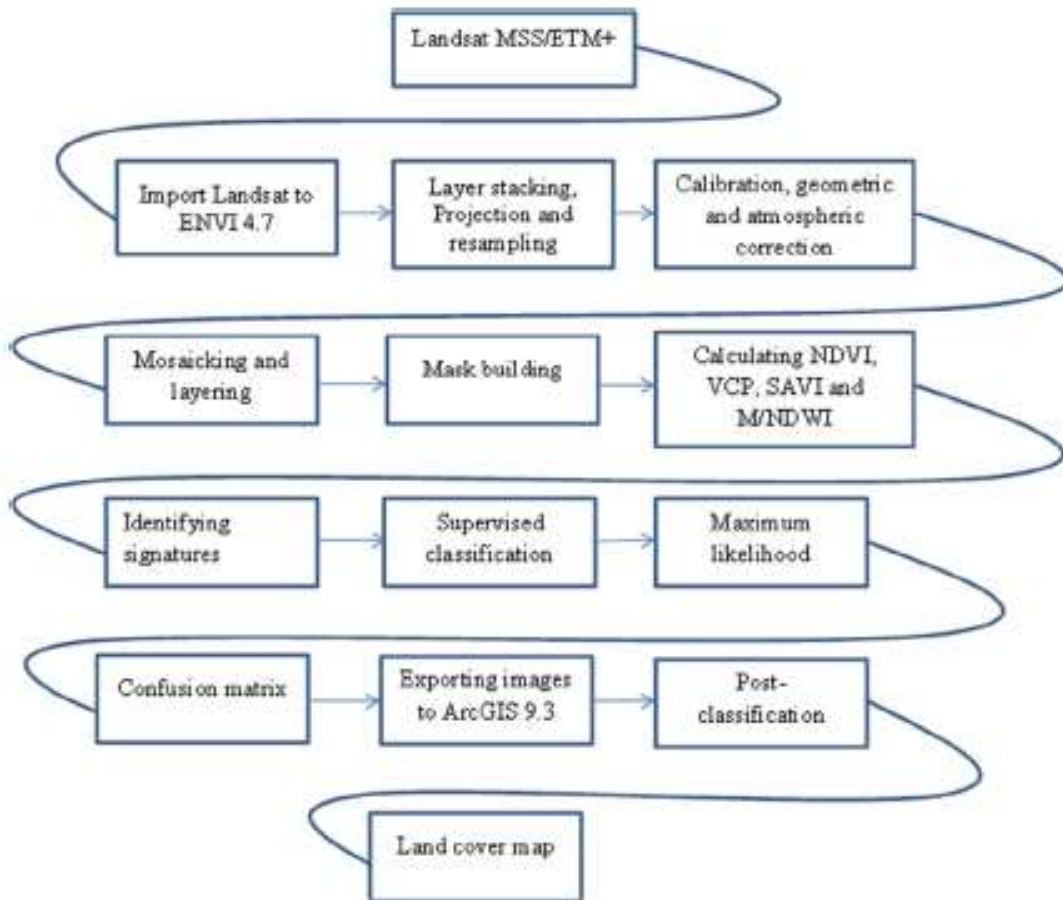 Landsat MSS/ETM+
Import Landsat to
ENVI 4.7
Layer stacking,
Projection and
resampling
Calibration, geometric
and atmospheric
correction
Mosaicking and
layering
Mask building
Calculating NDVI,
VCP, SAVI and
M/NDWI
Identifying
signatures
Supervised
classification
Maximum
likelihood
Confusion matrix
Exporting images
to ArcGIS 9.3
Post-
classification
Land cover map